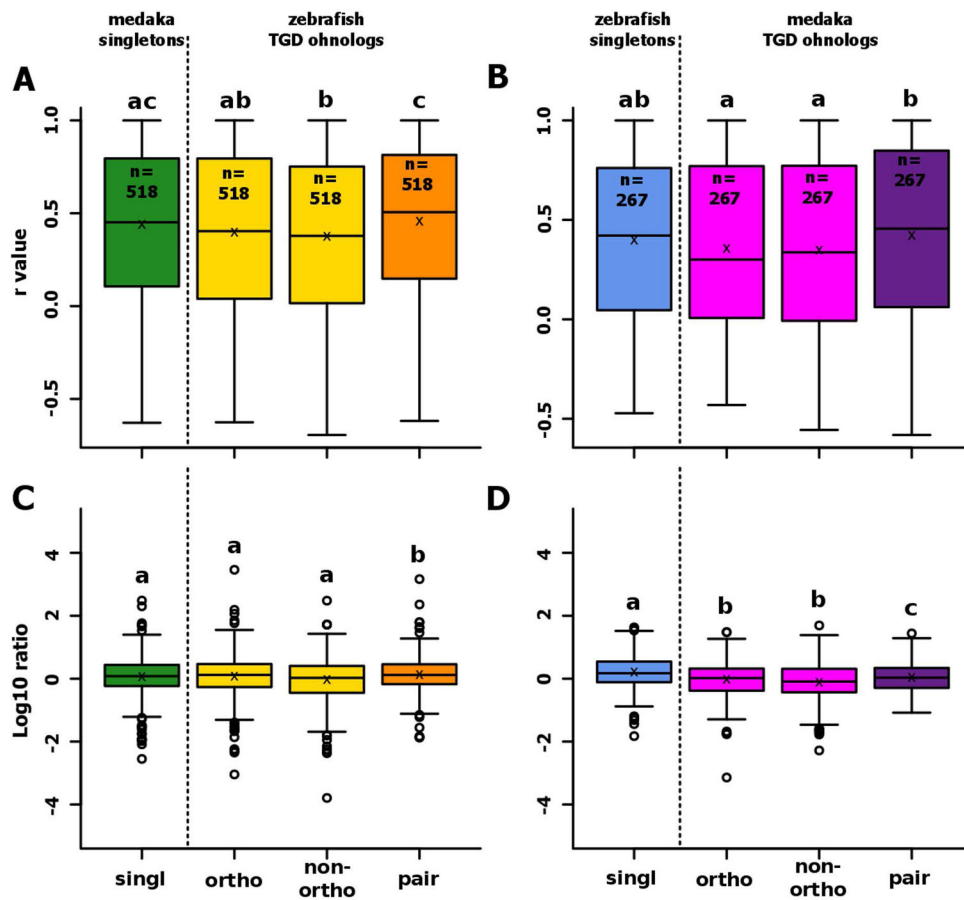 medaka
singletons
zebrafish
TGD ohnologs
zebrafish
singletons
medaka
TGD ohnologs
A
ac
ab
b
c
1.0
0.5
0.0
-0.5
r value
n=
518
n=
518
n=
518
n=
518
x
x
x
x
B
ab
a
a
b
1.0
0.5
0.0
-0.5
n=
267
n=
267
n=
267
n=
267
x
x
x
x
C
a
a
a
b
4
2
0
-2
-4
Log10 ratio
x
x
x
x
singl
ortho
non-
ortho
pair
D
a
b
b
c
4
2
0
-2
-4
x
x
x
x
singl
ortho
non-
ortho
pair